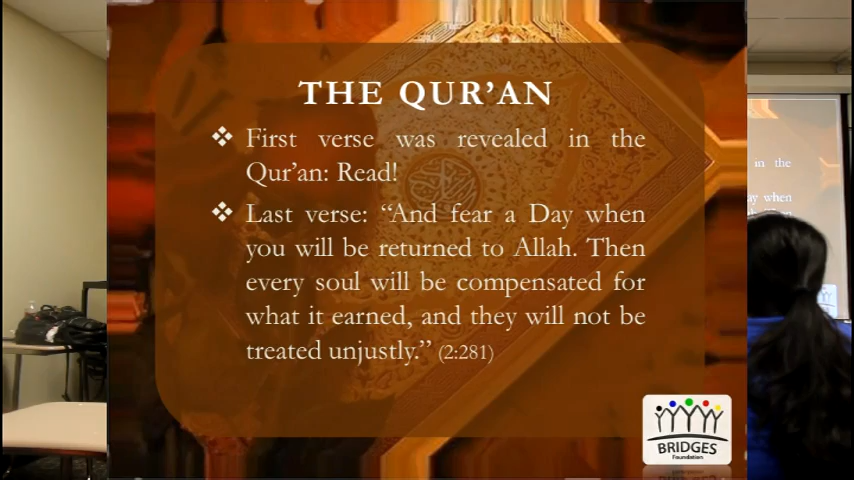 THE QUR’AN
❖ First verse was revealed in the
Qur’an: Read!
❖ Last verse: “And fear a Day when
you will be returned to Allah. Then
every soul will be compensated for
what it earned, and they will not be
treated unjustly.” (2:281)
BRIDGES
Foundation
in the
when